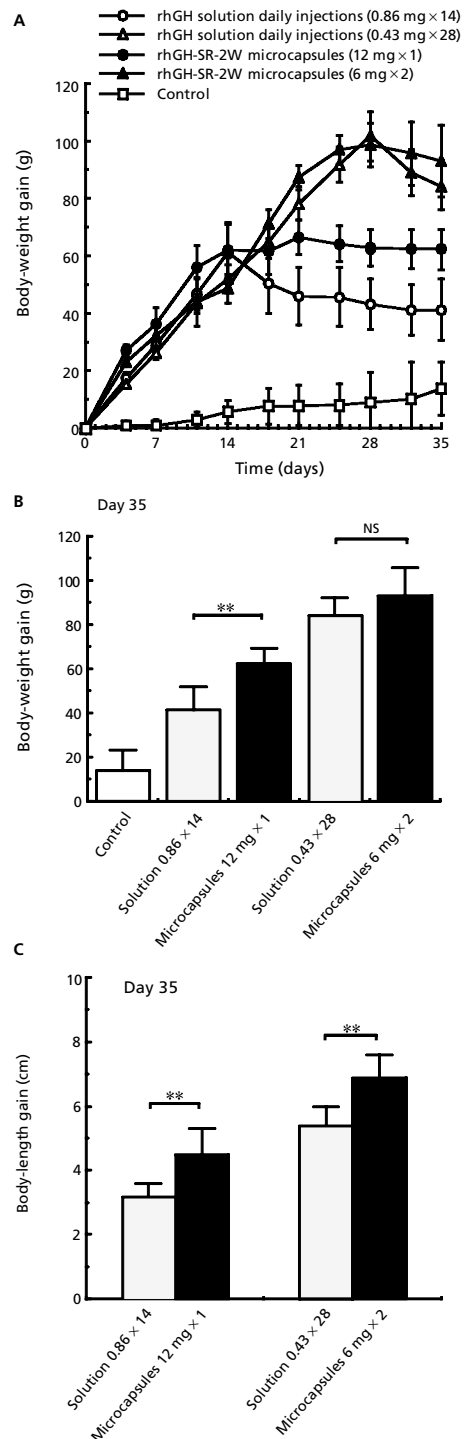 A
rhGH solution daily injections (0.86 mg × 14)
rhGH solution daily injections (0.43 mg × 28)
rhGH-SR-2W microcapsules (12 mg × 1)
rhGH-SR-2W microcapsules (6 mg × 2)
Control
120
100
80
60
40
20
0
Body-weight gain (g)
0 7 14 21 28 35
Time (days)
B
Day 35
NS
**
120
100
80
60
40
20
0
Body-weight gain (g)
Control
Solution 0.86 × 14
Microcapsules 12 mg × 1
Solution 0.43 × 28
Microcapsules 6 mg × 2
C
Day 35
**
**
10
8
6
4
2
0
Body-length gain (cm)
Solution 0.86 × 14
Microcapsules 12 mg × 1
Solution 0.43 × 28
Microcapsules 6 mg × 2